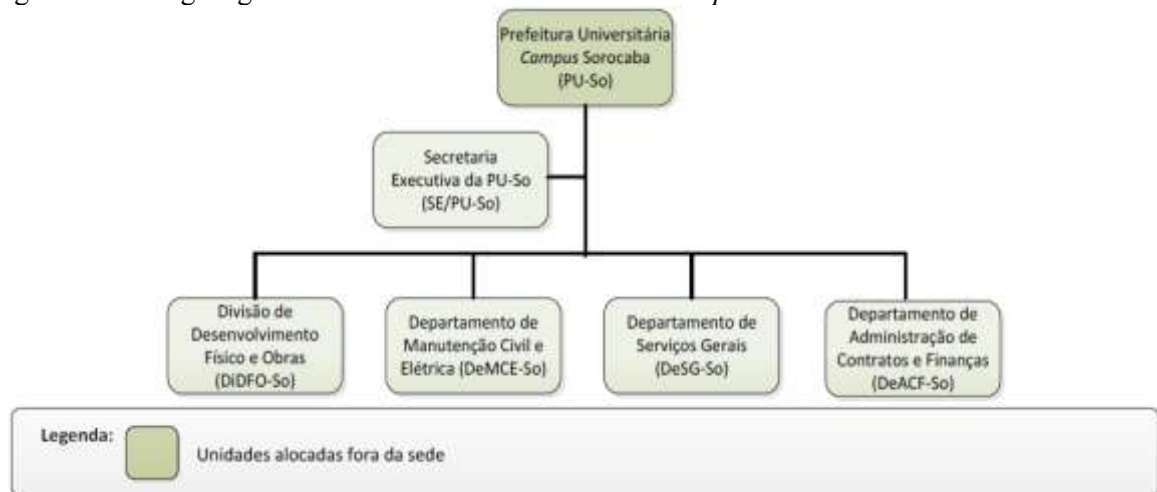 Prefeitura Universitária
Campus Sorocaba
(PU-So)
Secretaria
Executiva da PU-So
(SE/PU-So)
Divisão de
Desenvolvimento
Físico e Obras
(DiDFO-So)
Departamento de
Manutenção Civil e
Elétrica (DeMCE-So)
Departamento de
Serviços Gerais
(DeSG-So)
Departamento de
Administração de
Contratos e Finanças
(DeACF-So)
Legenda:
Unidades alocadas fora da sede